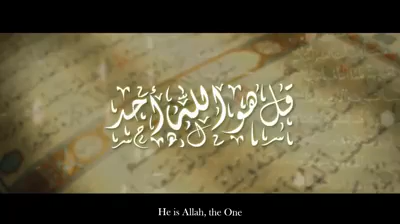 قل هو الله أحد
He is Allah, the One